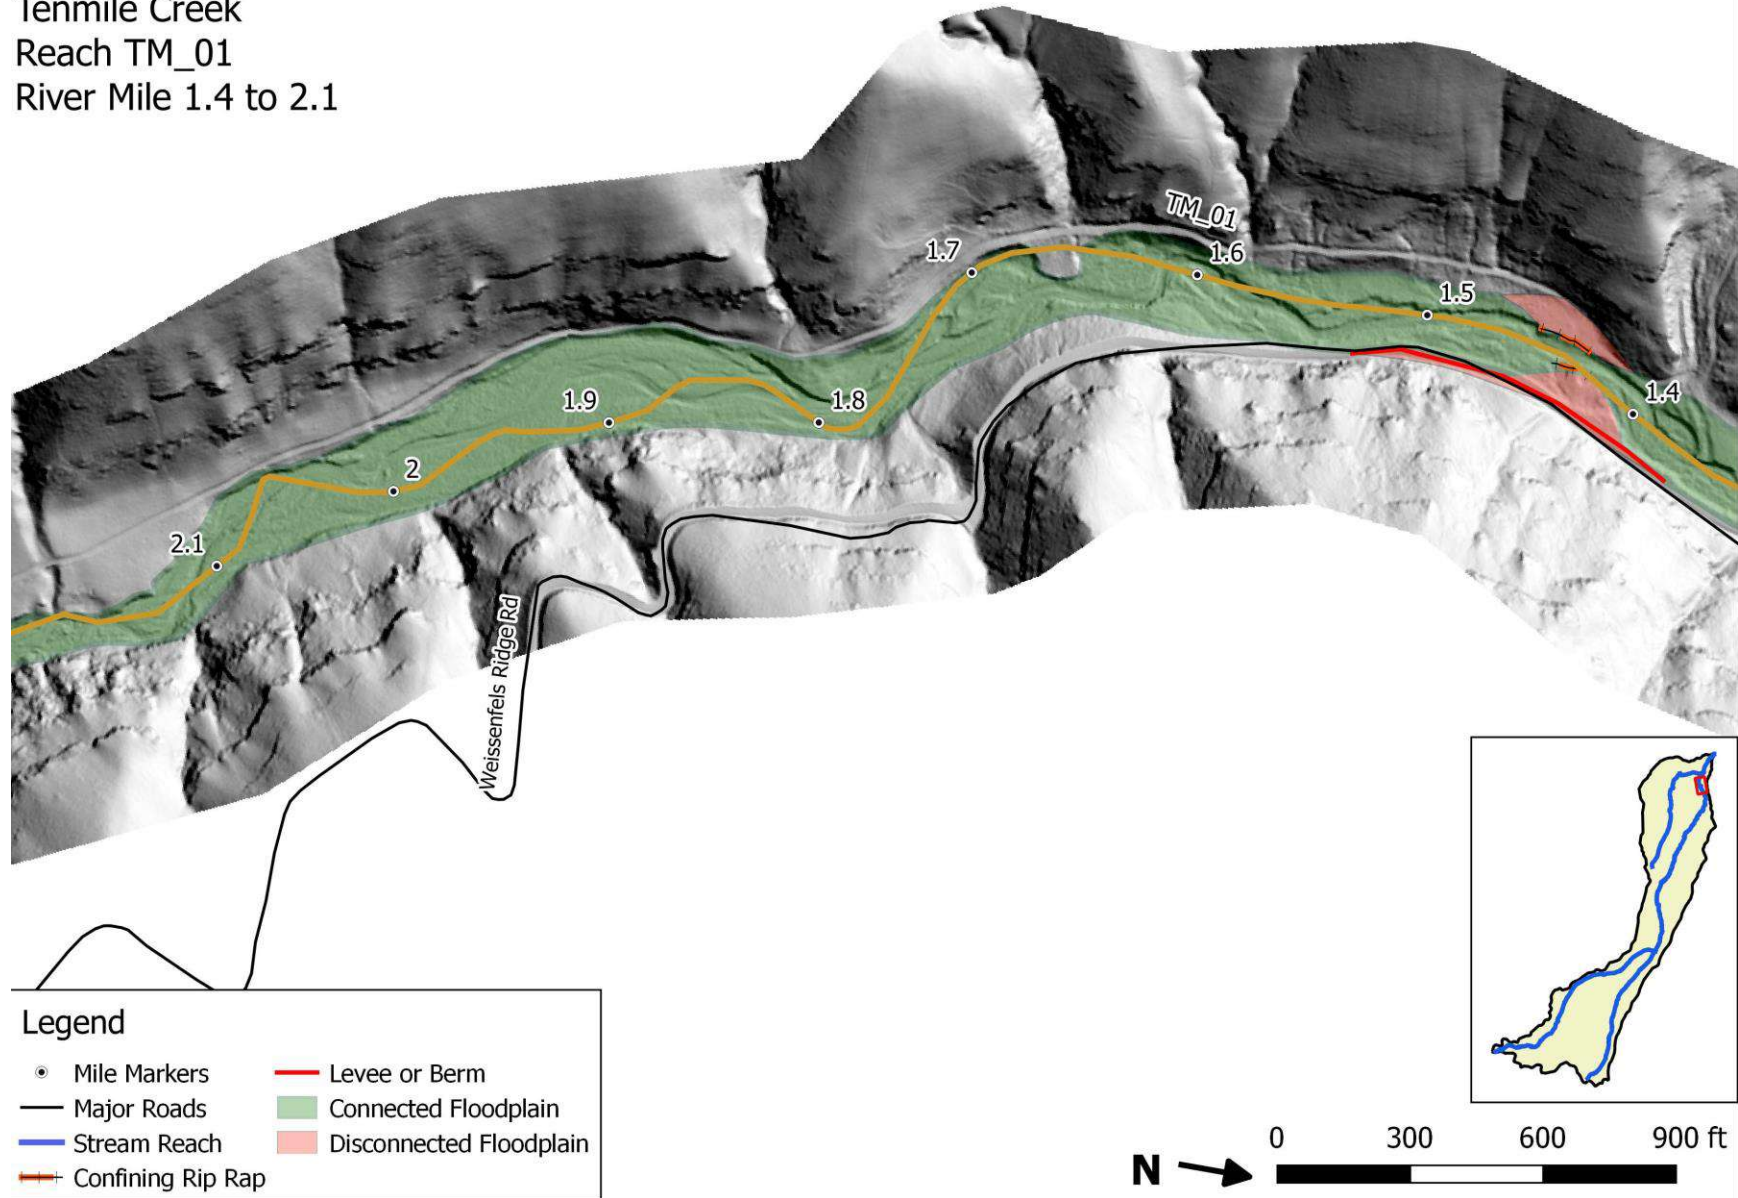 Tenmile Creek
Reach TM_01
River Mile 1.4 to 2.1
TM_01
1.7
1.6
1.5
1.4
1.9
1.8
2
2.1
Weissenfels Ridge Rd
Legend
Mile Markers
Major Roads
Stream Reach
Confining Rip Rap
Levee or Berm
Connected Floodplain
Disconnected Floodplain
N
0 300 600 900 ft